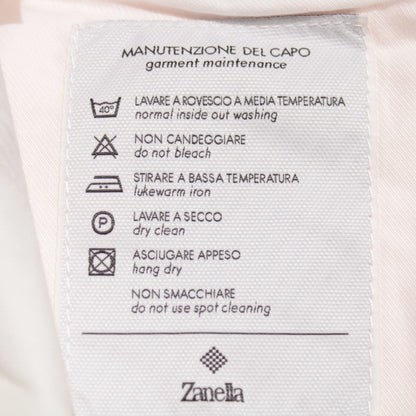 MANUTENZIONE DEL CAPO
garment maintenance
40° LAVARE A ROVESCIO A MEDIA TEMPERATURA
normal inside out washing
NON CANDEGGIARE
do not bleach
STIRARE A BASSA TEMPERATURA
lukewarm iron
P LAVARE A SECCO
dry clean
ASCIUGARE APPESO
hang dry
NON SMACCHIARE
do not use spot cleaning
Zanella